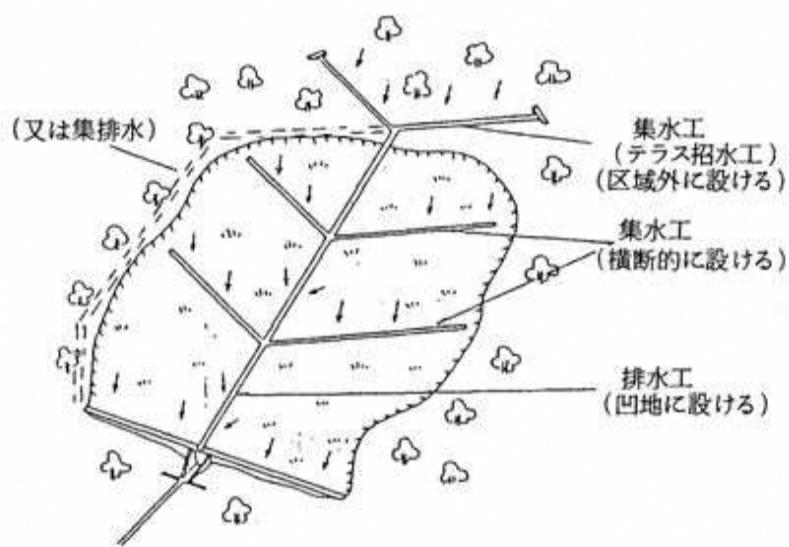 (又は集排水)
集水工
(テラス招水工)
(区域外に設ける)
集水工
(横断的に設ける)
排水工
(凹地に設ける)